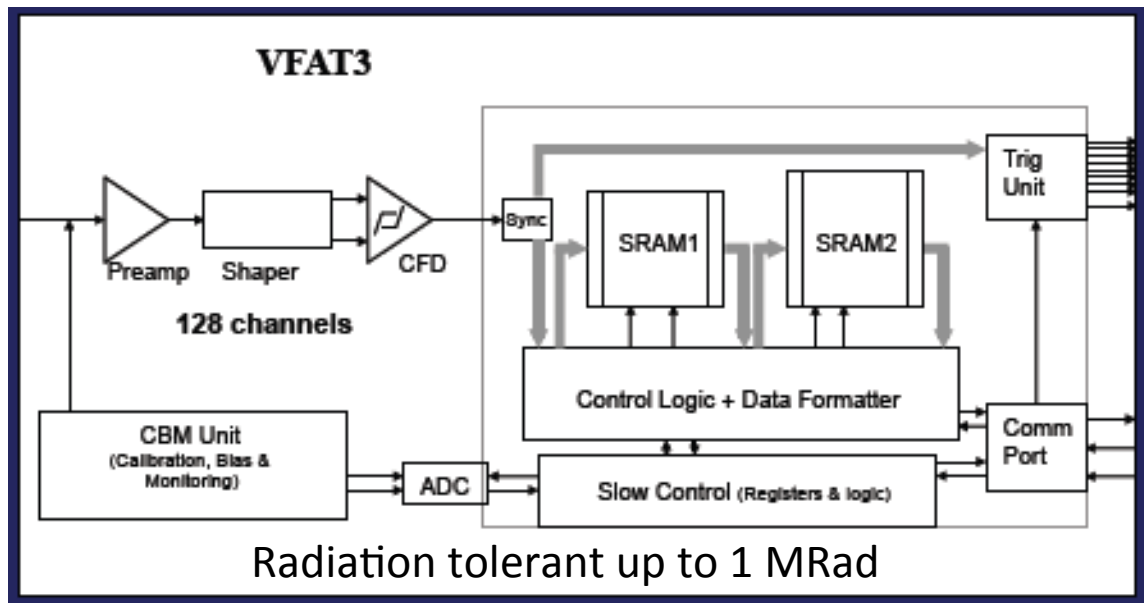 VFAT3
Trig
Unit
Sync
SRAM1
SRAM2
Preamp
Shaper
CFD
128 channels
Control Logic + Data Formatter
CBM Unit
(Calibration, Bias &
Monitoring)
ADC
Slow Control (Registers & logic)
Comm
Port
Radiation tolerant up to 1 MRad